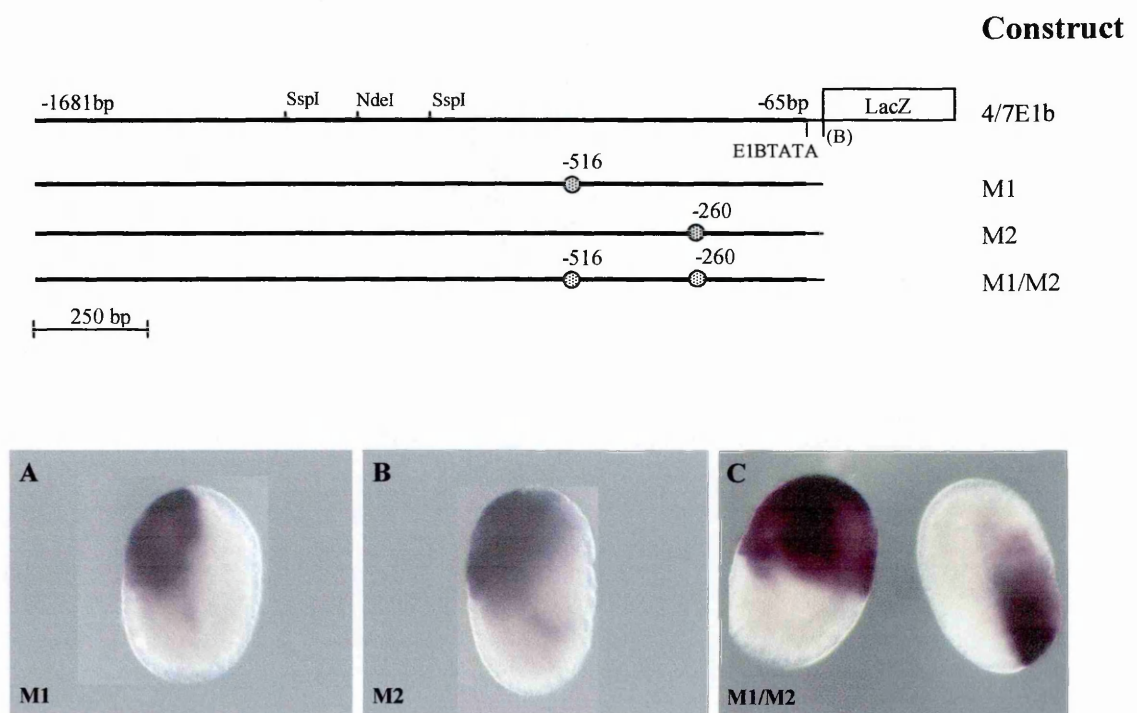 Construct
-1681bp SspI NdeI SspI -65bp LacZ 4/7E1b
E1BTATA (B)
-516
M1
-260
M2
-516 -260
M1/M2
250 bp
A B C
M1 M2 M1/M2